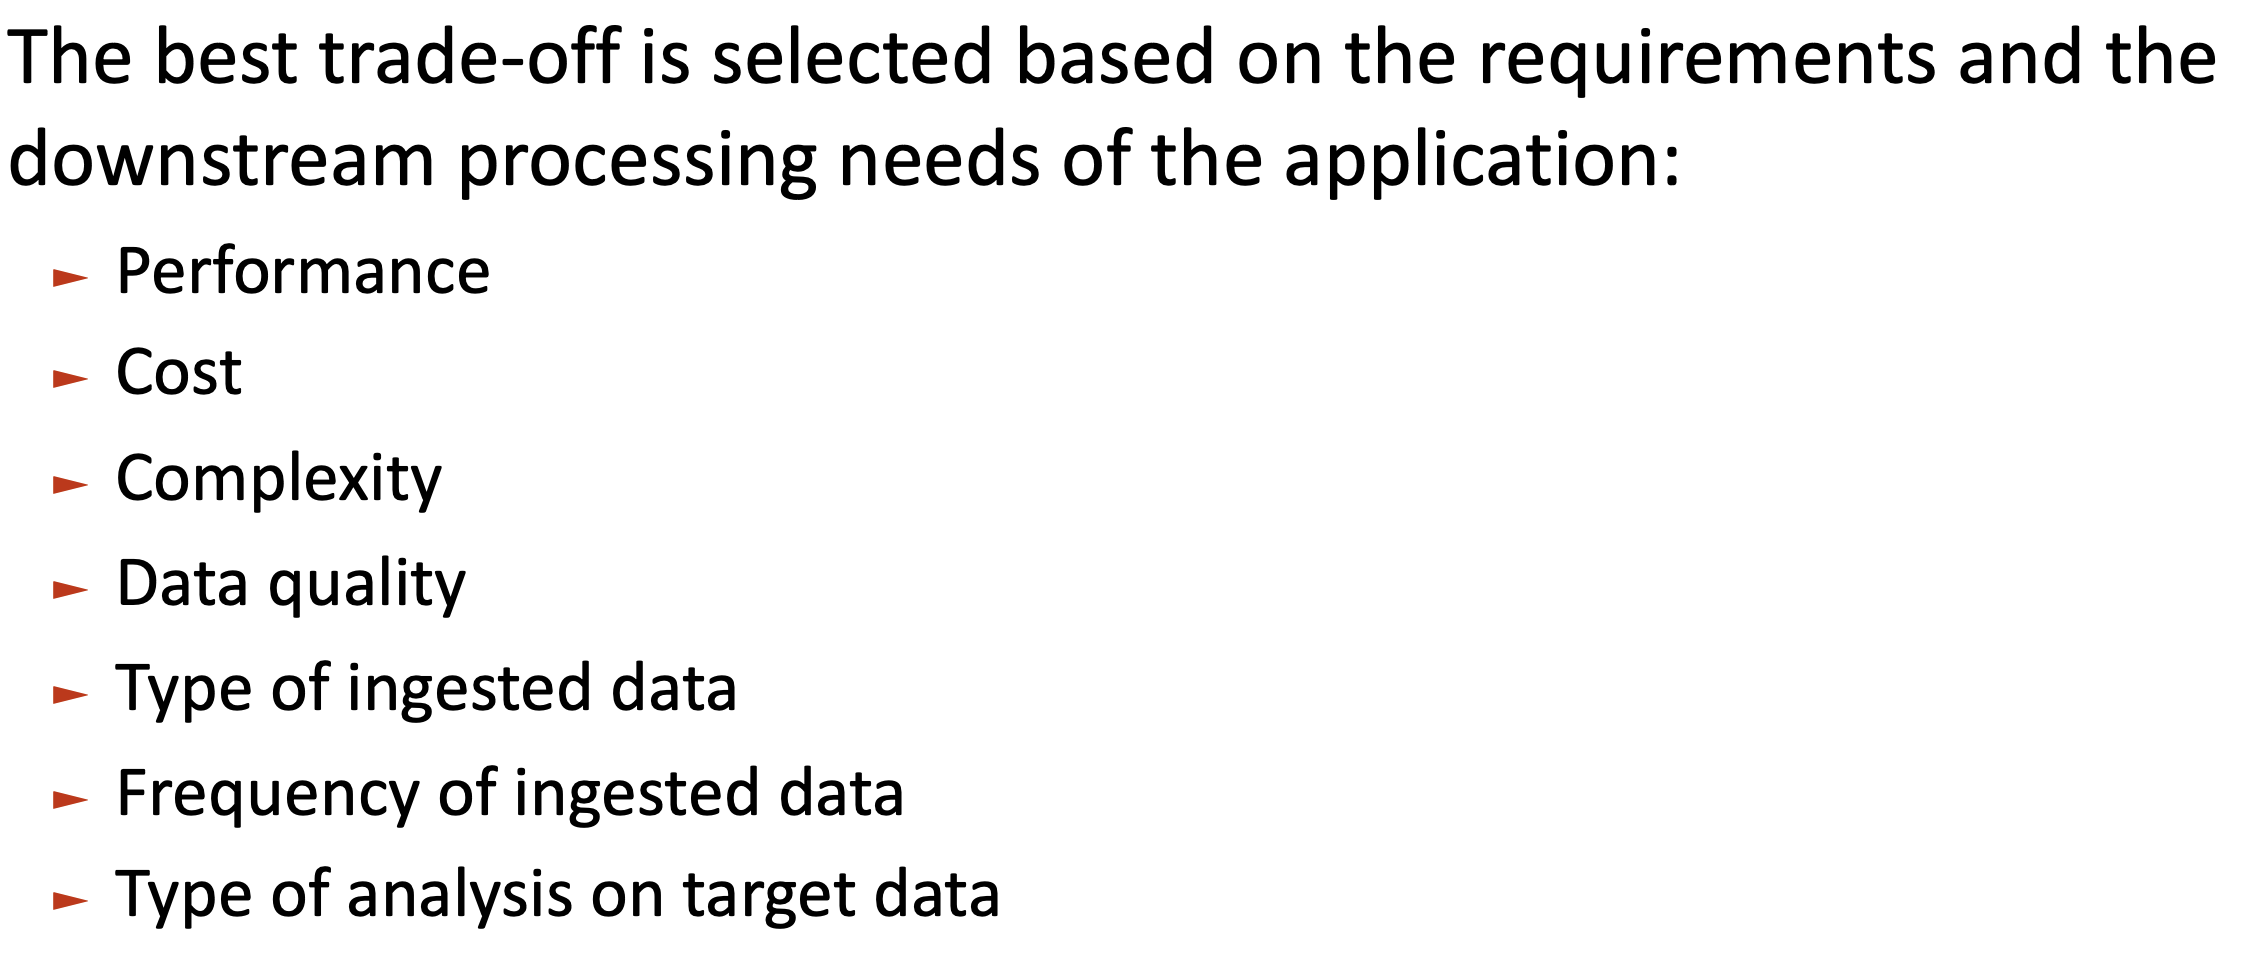 The best trade-off is selected based on the requirements and the
downstream processing needs of the application:
► Performance
► Cost
► Complexity
► Data quality
► Type of ingested data
► Frequency of ingested data
► Type of analysis on target data